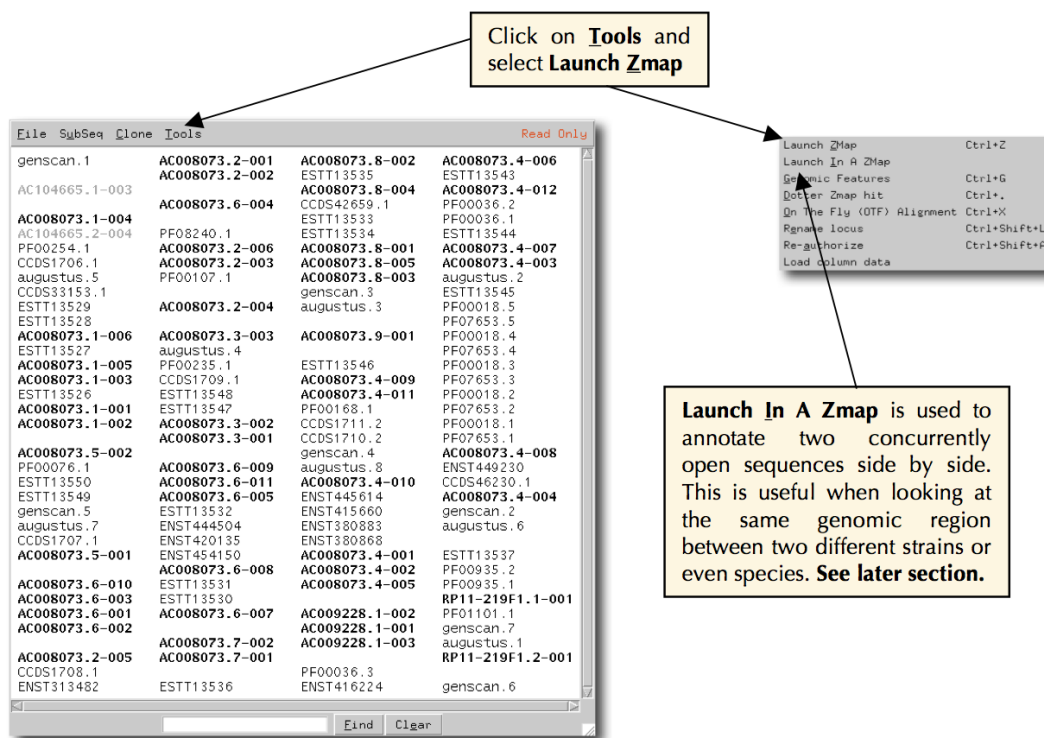 Click on Tools and
select Launch Zmap
File SubSeq Clone Tools Read Only
genscan.1 AC008073.2-001 AC008073.8-002 AC008073.4-006
AC008073.2-002 ESTT13535 ESTT13543
AC104665.1-003 AC008073.8-004 AC008073.4-012
AC008073.6-004 CCDS42659.1 PF00036.2
AC008073.1-004 ESTT13533 PF00036.1
AC104665.2-004 PF08240.1 ESTT13534 ESTT13544
PF00254.1 AC008073.2-006 AC008073.8-001 AC008073.4-007
CCDS1706.1 AC008073.2-003 AC008073.8-005 AC008073.4-003
augustus.5 PF00107.1 AC008073.8-003 augustus.2
CCDS33153.1 genscan.3 ESTT13545
ESTT13529 AC008073.2-004 augustus.3 PF00018.5
ESTT13528 PF07653.5
AC008073.1-006 AC008073.3-003 AC008073.9-001 PF00018.4
ESTT13527 augustus.4 PF07653.4
AC008073.1-005 PF00235.1 ESTT13546 PF00018.3
AC008073.1-003 CCDS1709.1 AC008073.4-009 PF07653.3
ESTT13526 ESTT13548 AC008073.4-011 PF00018.2
AC008073.1-001 ESTT13547 PF00168.1 PF07653.2
AC008073.1-002 AC008073.3-002 CCDS1711.2 PF00018.1
AC008073.3-001 CCDS1710.2 PF07653.1
AC008073.5-002 genscan.4 AC008073.4-008
PF00076.1 AC008073.6-009 augustus.8 ENST449230
ESTT13550 AC008073.6-011 AC008073.4-010 CCDS46230.1
ESTT13549 AC008073.6-005 ENST445614 AC008073.4-004
genscan.5 ESTT13532 ENST415660 genscan.2
augustus.7 ENST444504 ENST380883 augustus.6
CCDS1707.1 ENST420135 ENST380868
AC008073.5-001 ENST454150 AC008073.4-001 ESTT13537
AC008073.6-008 AC008073.4-002 PF00935.2
AC008073.6-010 ESTT13531 AC008073.4-005 PF00935.1
AC008073.6-003 ESTT13530 RP11-219F1.1-001
AC008073.6-001 AC008073.6-007 AC009228.1-002 PF01101.1
AC008073.6-002 AC009228.1-001 genscan.7
AC008073.7-002 AC009228.1-003 augustus.1
AC008073.2-005 AC008073.7-001 RP11-219F1.2-001
CCDS1708.1 PF00036.3
ENST313482 ESTT13536 ENST416224 genscan.6
Find Clear
Launch ZMap Ctrl+Z
Launch In A ZMap
Genomic Features Ctrl+G
Dotter Zmap hit Ctrl+.
On The Fly (OTF) Alignment Ctrl+X
Rename locus Ctrl+Shift+L
Re-authorize Ctrl+Shift+A
Load column data
Launch In A Zmap is used to
annotate two concurrently
open sequences side by side.
This is useful when looking at
the same genomic region
between two different strains or
even species. See later section.